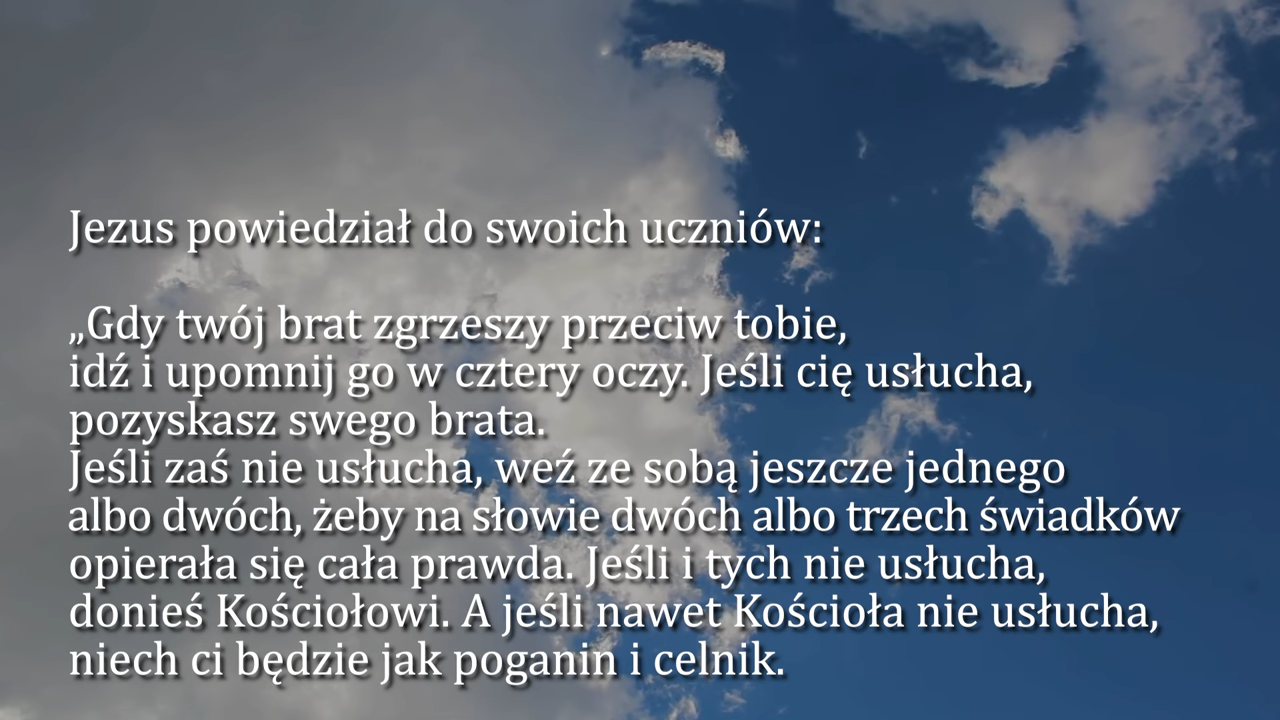 Jezus powiedział do swoich uczniów:
„Gdy twój brat zgrzeszy przeciw tobie,
idź i upomnij go w cztery oczy. Jeśli cię usłucha,
pozyskasz swego brata.
Jeśli zaś nie usłucha, weź ze sobą jeszcze jednego
albo dwóch, żeby na słowie dwóch albo trzech świadków
opierała się cała prawda. Jeśli i tych nie usłucha,
donieś Kościołowi. A jeśli nawet Kościoła nie usłucha,
niech ci będzie jak poganin i celnik.